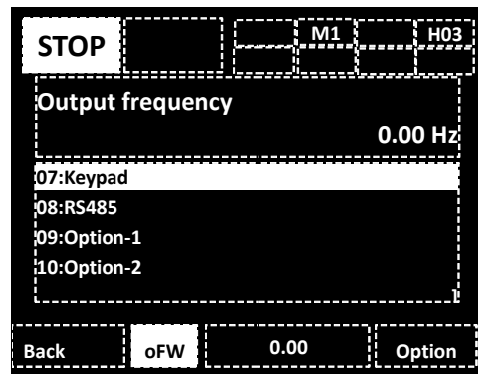 STOP M1 H03
Output frequency
0.00 Hz
07:Keypad
08:RS485
09:Option-1
10:Option-2
]
Back oFW 0.00 Option